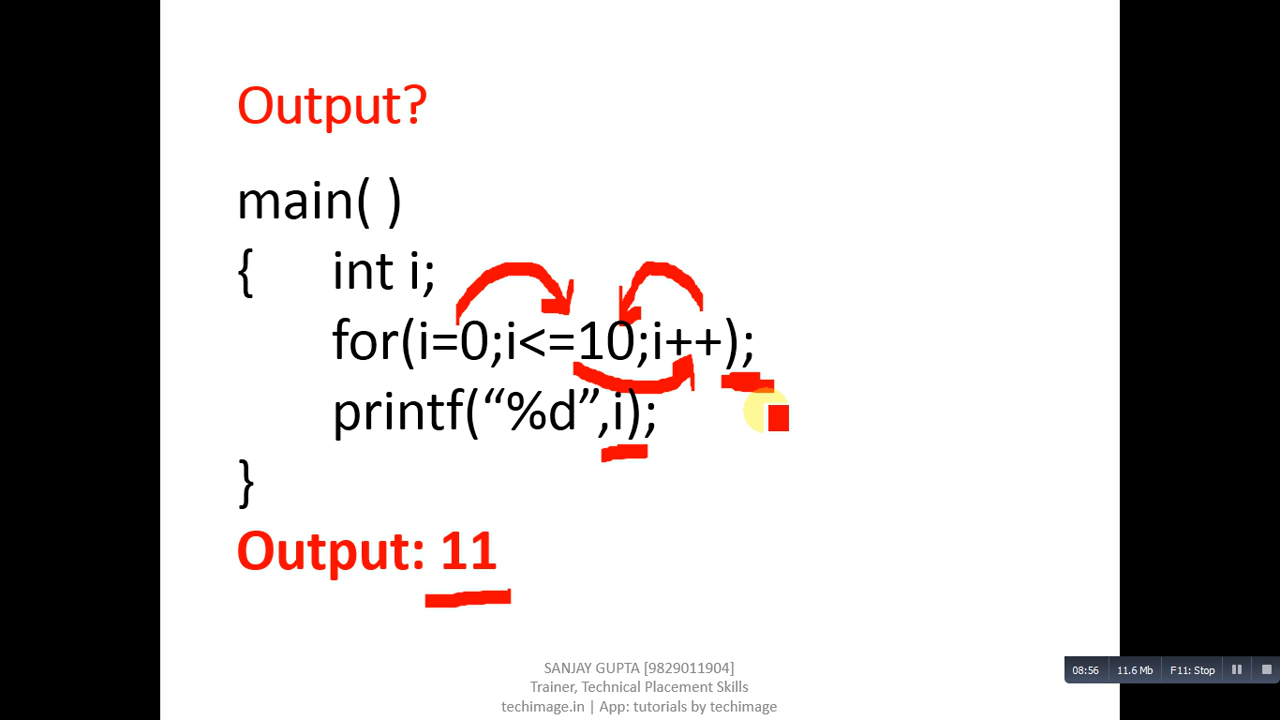 Output?
main( )
{ int i;
for(i=0;i<=10;i++);
printf(“%d”,i);
}
Output: 11
SANJAY GUPTA [9829011904]
Trainer, Technical Placement Skills
techimage.in | App: tutorials by techimage
08:56 11.6 Mb F11: Stop